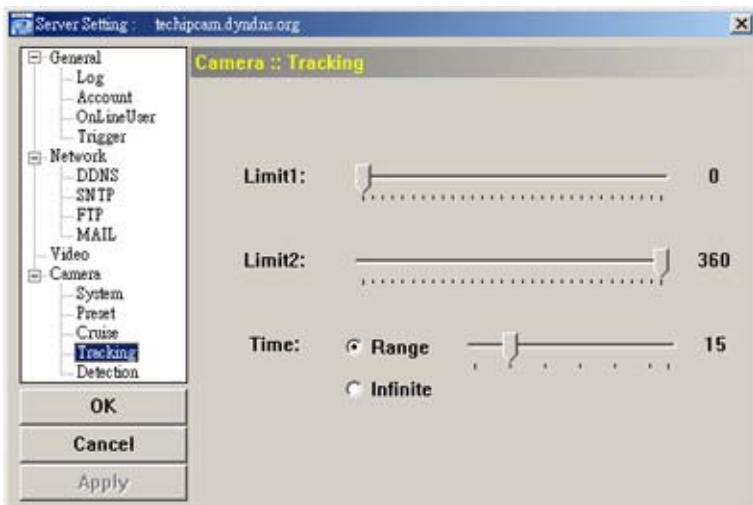 Server Setting : techipcam.dyndns.org
General
Log
Account
OnLineUser
Trigger
Network
DDNS
SNTP
FTP
MAIL
Video
Camera
System
Preset
Cruise
Tracking
Detection
OK
Cancel
Apply
Camera :: Tracking
Limit1: 0
Limit2: 360
Time: Range 15
Infinite